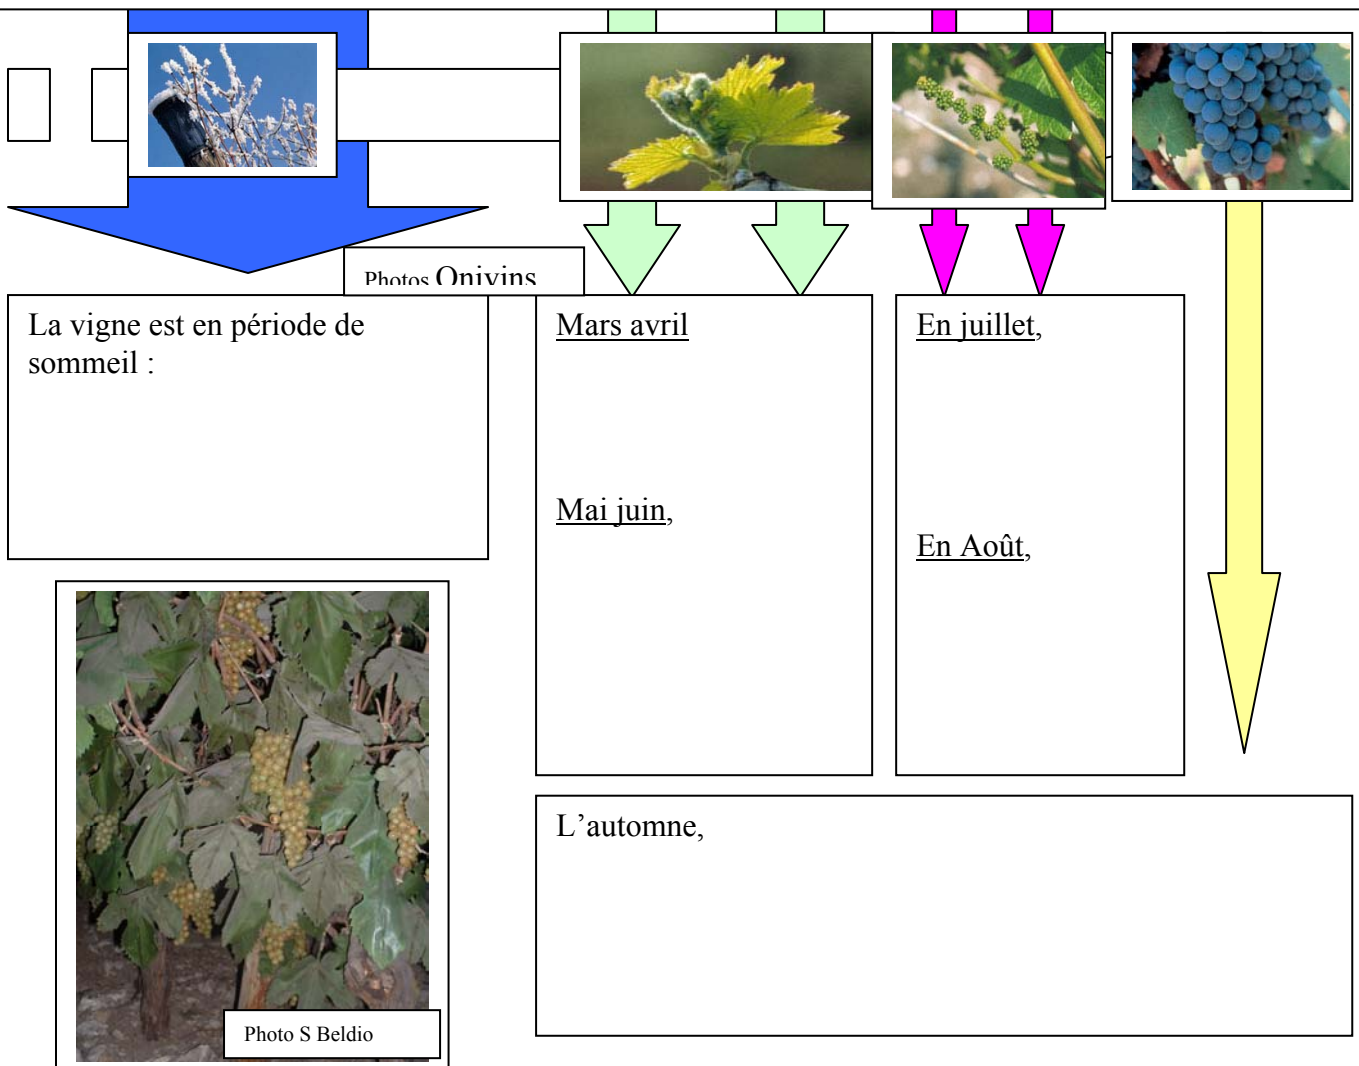 Photos Onivins
La vigne est en période de
sommeil :
Mars avril
Mai juin,
En juillet,
En Août,
L’automne,
Photo S Beldio